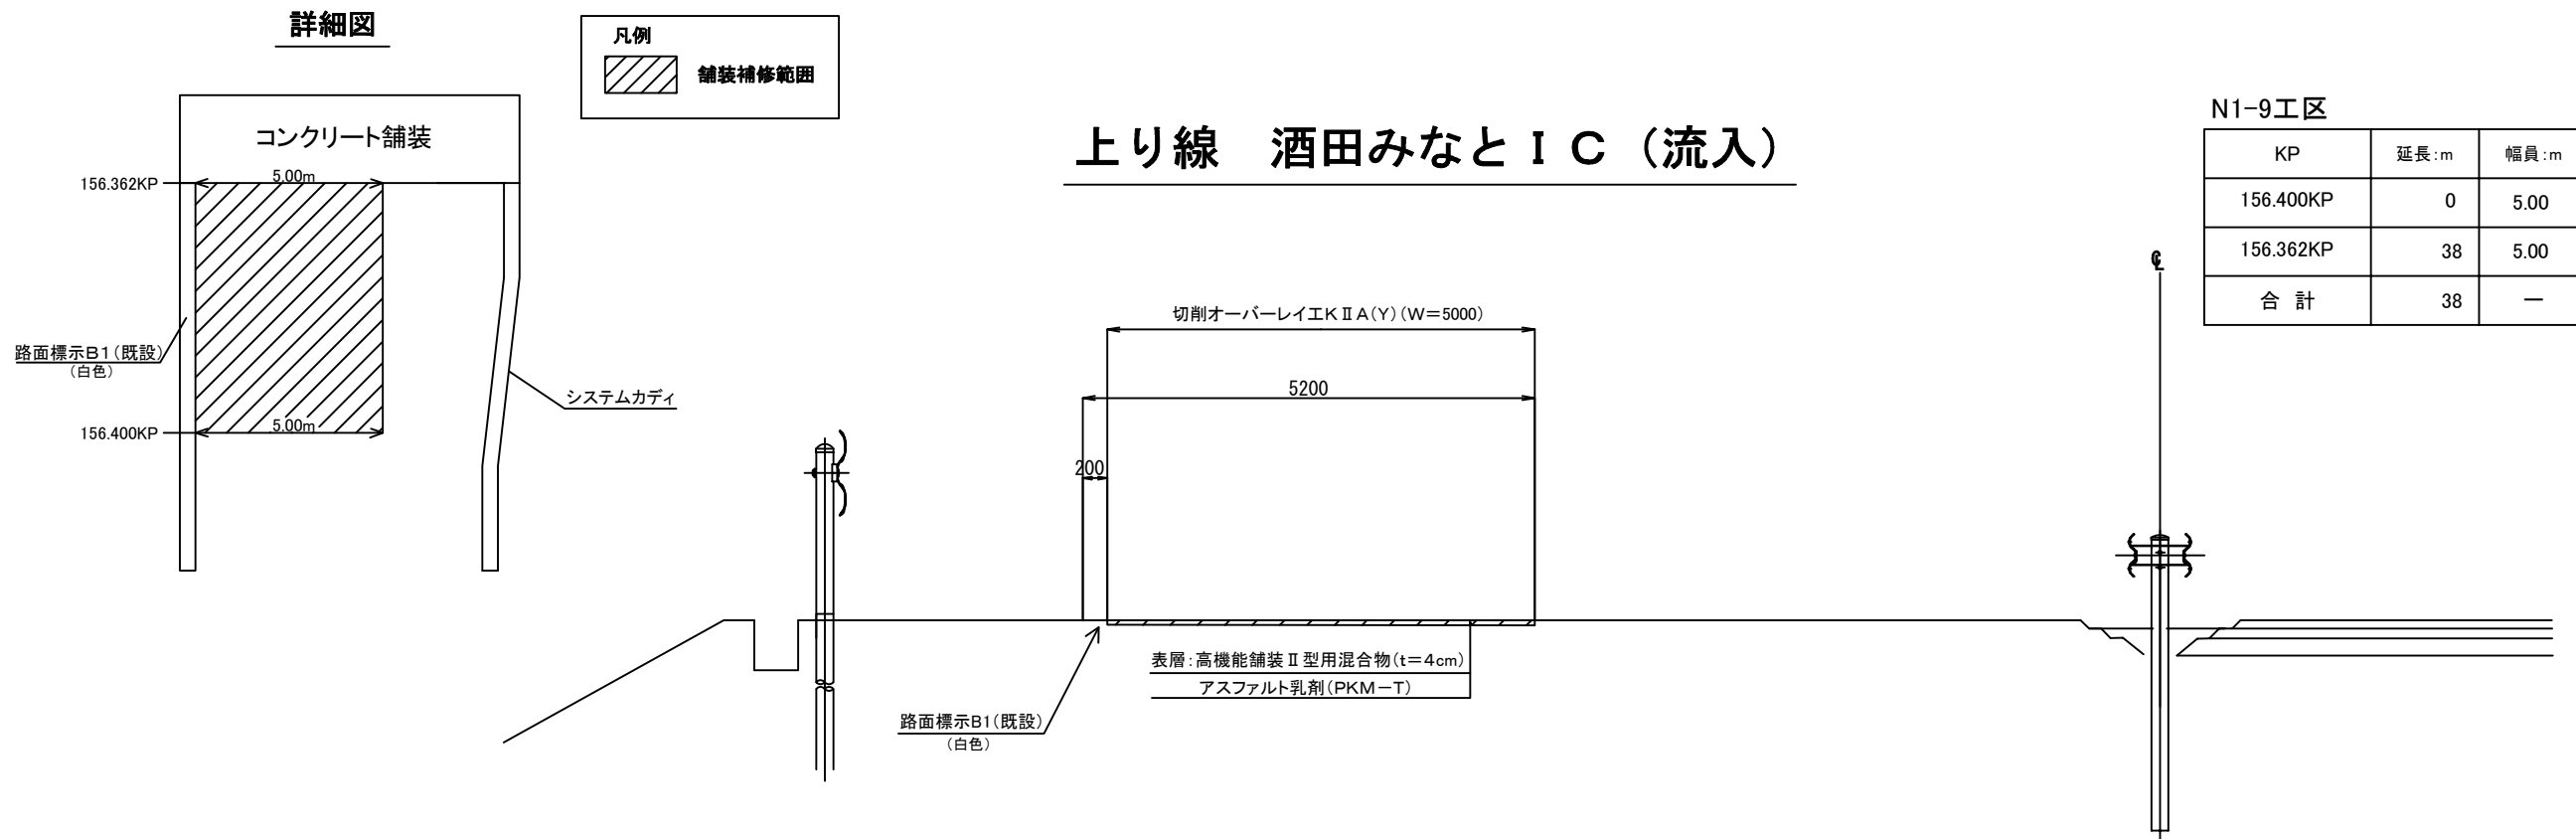 詳細図
凡例
舗装補修範囲
コンクリート舗装
156.362KP
5.00m
路面標示B1(既設)
(白色)
システムカディ
156.400KP
5.00m
上り線　酒田みなとＩＣ（流入）
N1-9工区
KP 延長:m 幅員:m
156.400KP 0 5.00
156.362KP 38 5.00
合 計 38 ー
℄
切削オーバーレイ工KⅡA(Y)(W=5000)
5200
200
表層:高機能舗装Ⅱ型用混合物(t=4cm)
アスファルト乳剤(PKM-T)
路面標示B1(既設)
(白色)